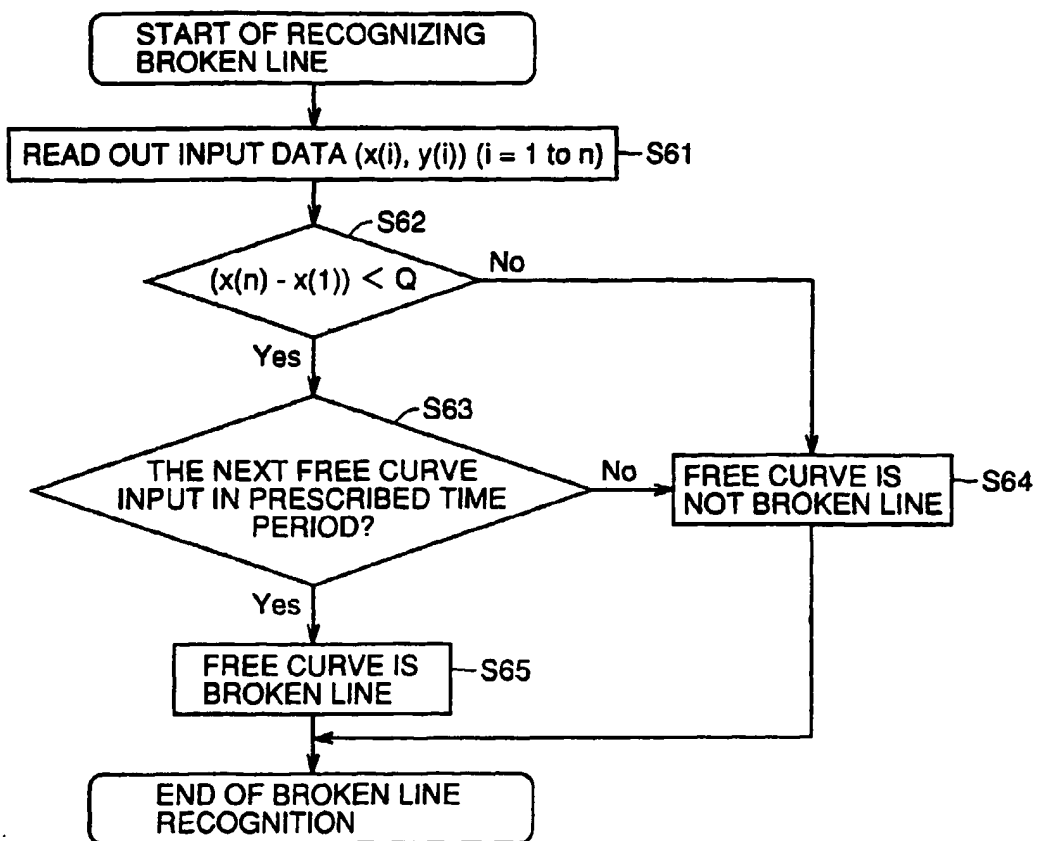 START OF RECOGNIZING
BROKEN LINE
READ OUT INPUT DATA (x(i), y(i)) (i = 1 to n)
S61
S62
(x(n) - x(1)) < Q
No
Yes
S63
THE NEXT FREE CURVE
INPUT IN PRESCRIBED TIME
PERIOD?
No
FREE CURVE IS
NOT BROKEN LINE
S64
Yes
FREE CURVE IS
BROKEN LINE
S65
END OF BROKEN LINE
RECOGNITION